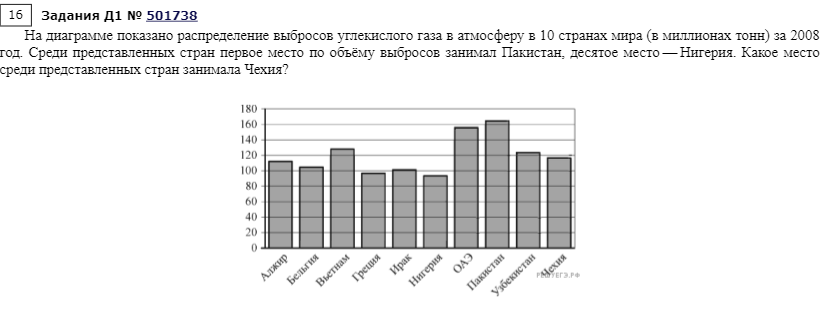 16 Задания Д1 № 501738
На диаграмме показано распределение выбросов углекислого газа в атмосферу в 10 странах мира (в миллионах тонн) за 2008
год. Среди представленных стран первое место по объёму выбросов занимал Пакистан, десятое место — Нигерия. Какое место
среди представленных стран занимала Чехия?
180
160
140
120
100
80
60
40
20
0
Алжир
Бельгия
Вьетнам
Греция
Ирак
Нигерия
ОАЭ
Пакистан
Узбекистан
Чехия
РЕШУЕГЭ.РФ